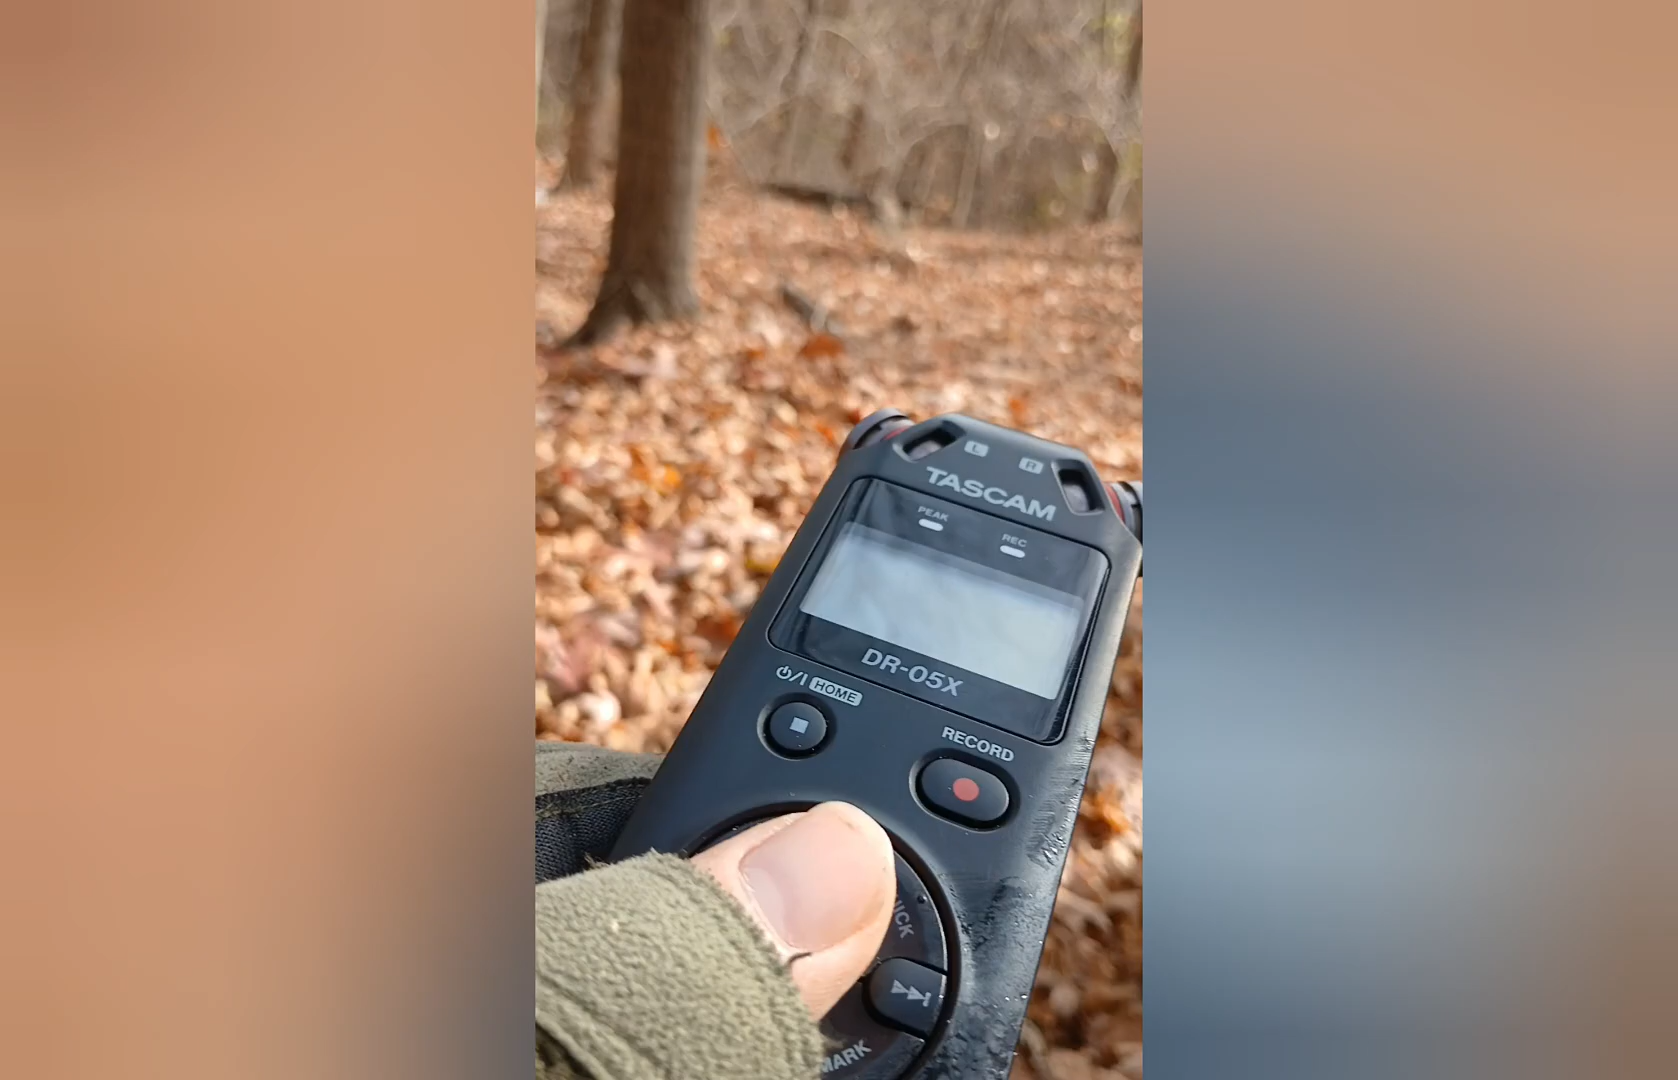 L
R
TASCAM
PEAK
REC
DR-05X
HOME
RECORD
MARK